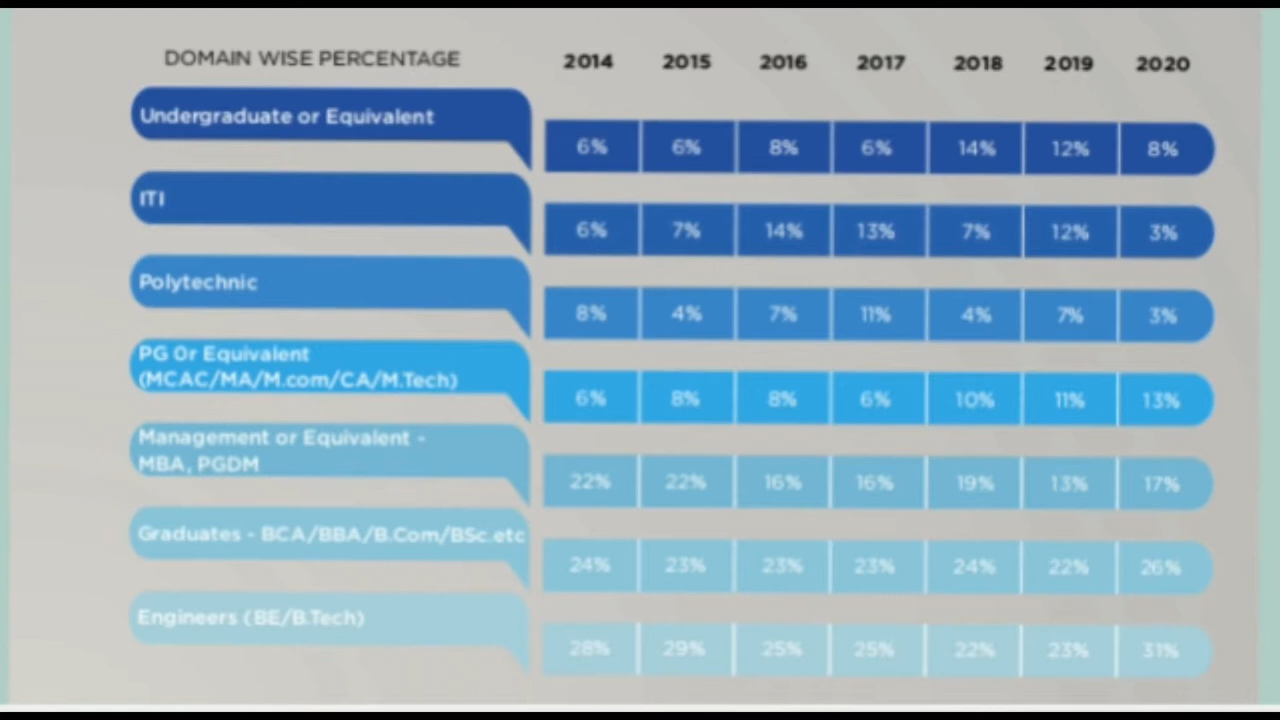 DOMAIN WISE PERCENTAGE 2014 2015 2016 2017 2018 2019 2020
Undergraduate or Equivalent
6% 6% 8% 6% 14% 12% 8%
ITI
6% 7% 14% 13% 7% 12% 3%
Polytechnic
8% 4% 7% 11% 4% 7% 3%
PG Or Equivalent
(MCAC/MA/M.com/CA/M.Tech)
6% 8% 8% 6% 10% 11% 13%
Management or Equivalent -
MBA, PGDM
22% 22% 16% 16% 19% 13% 17%
Graduates - BCA/BBA/B.Com/BSc.etc
24% 23% 23% 23% 24% 22% 26%
Engineers (BE/B.Tech)
28% 29% 25% 25% 22% 23% 31%